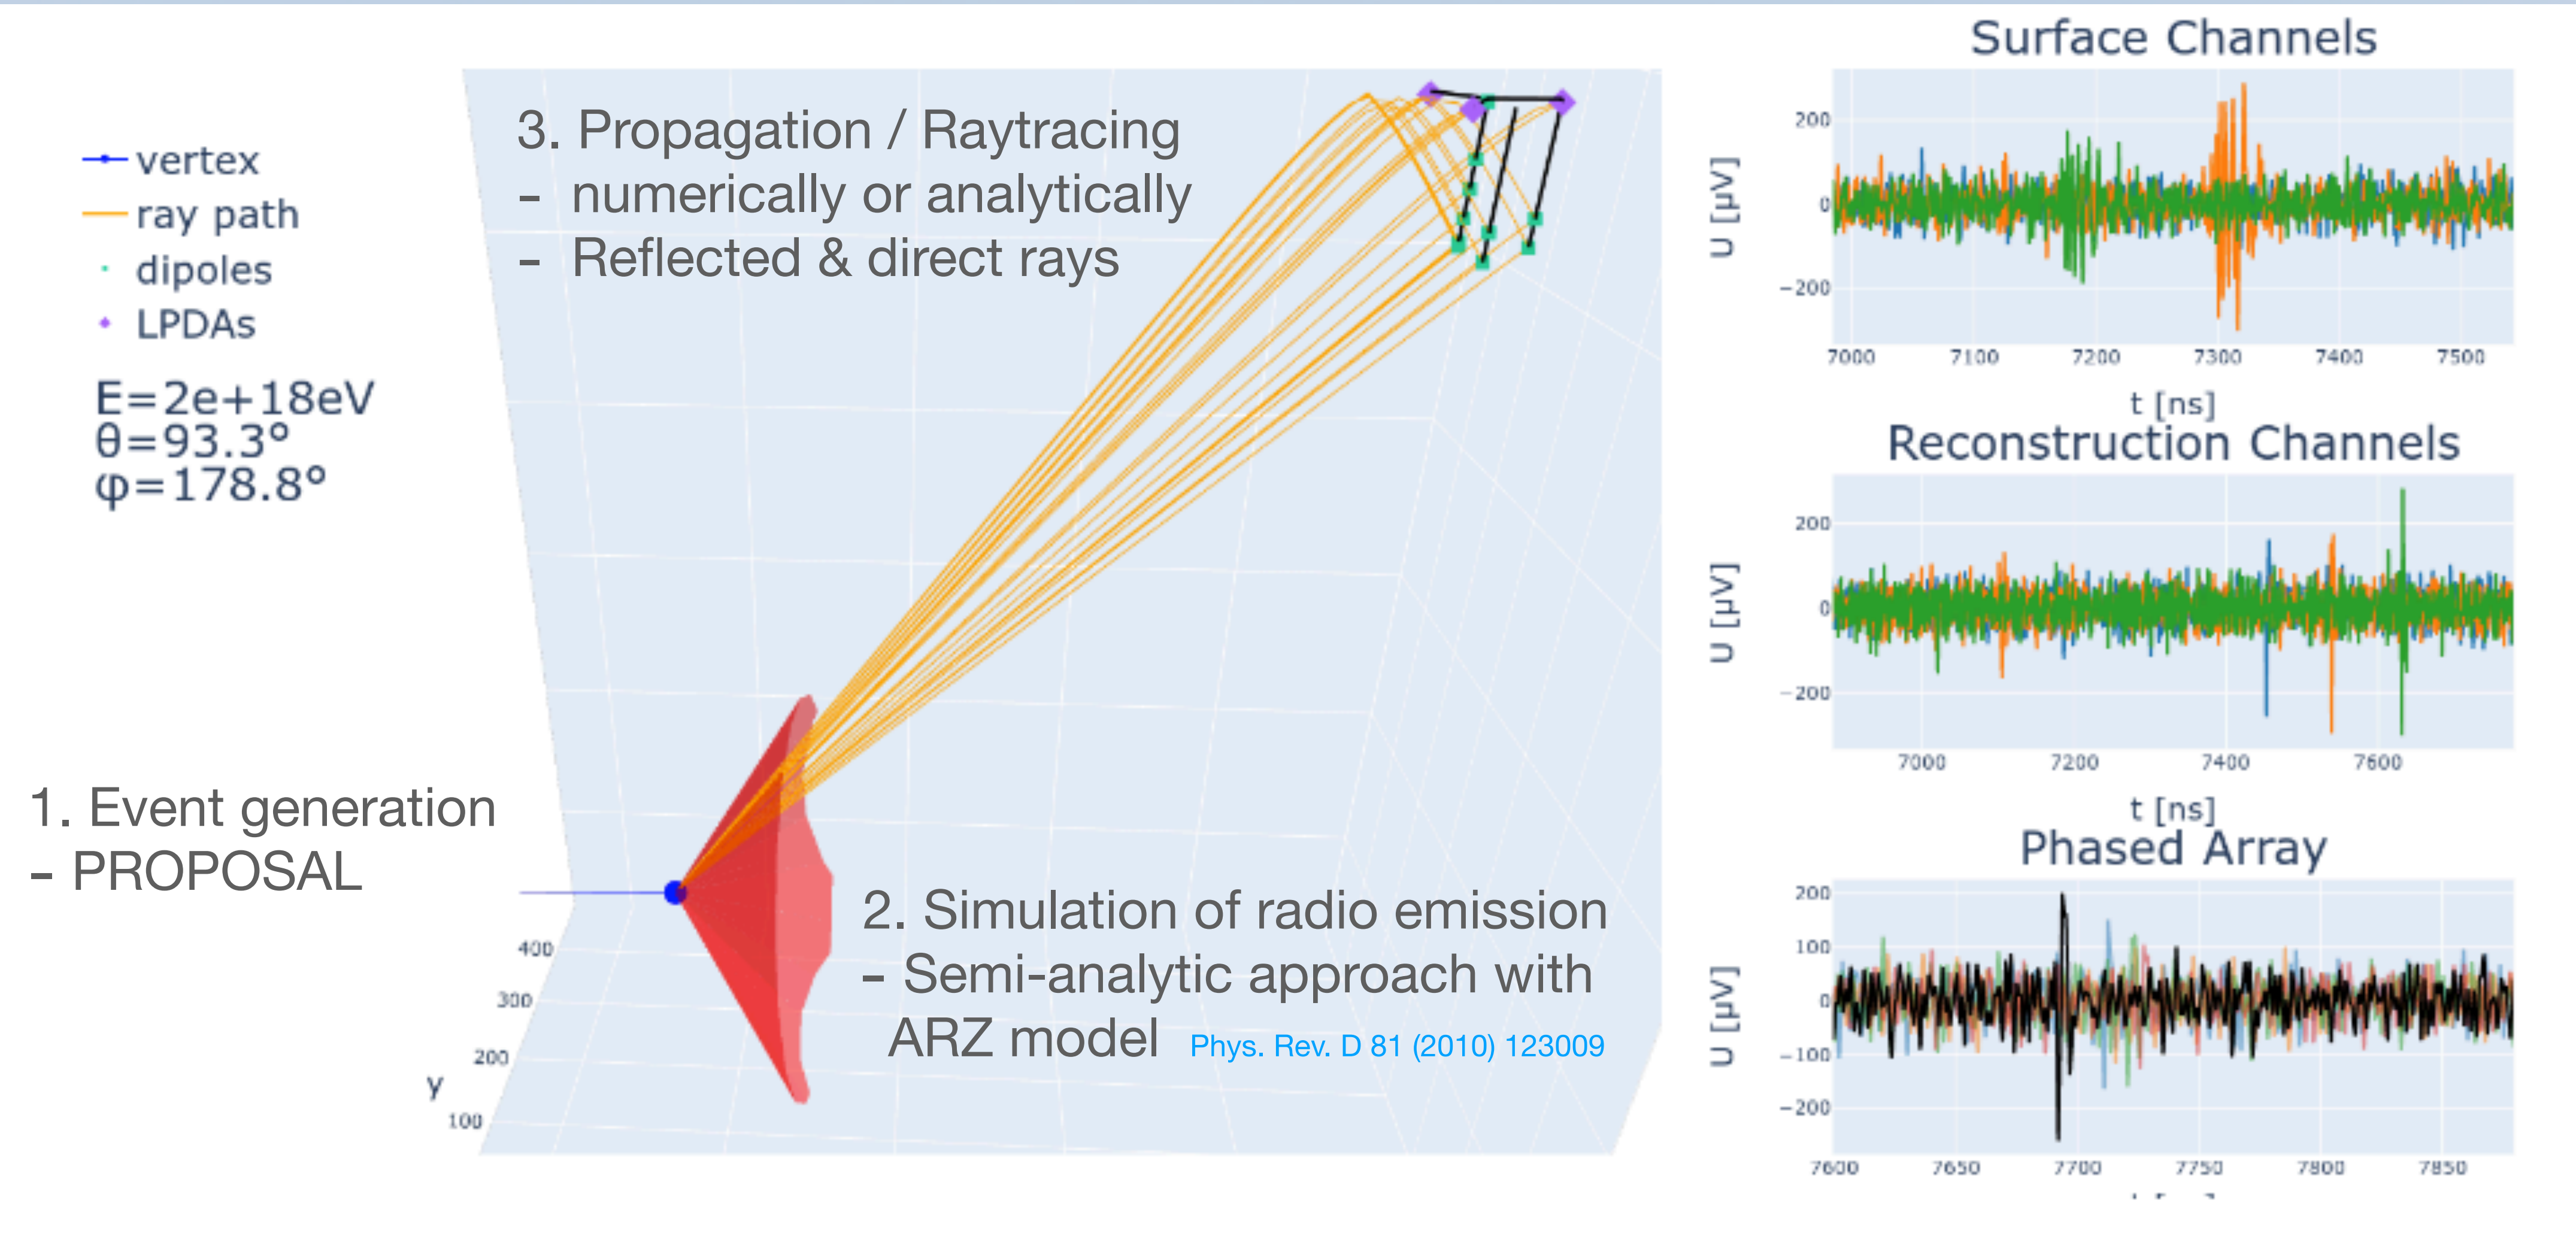 vertex
ray path
dipoles
LPDAs
E=2e+18eV
θ=93.3°
φ=178.8°
3. Propagation / Raytracing
- numerically or analytically
- Reflected & direct rays
1. Event generation
- PROPOSAL
2. Simulation of radio emission
- Semi-analytic approach with
ARZ model Phys. Rev. D 81 (2010) 123009
400
300
200
100
y
Surface Channels
200
0
−200
U [μV]
7000 7100 7200 7300 7400 7500
t [ns]
Reconstruction Channels
200
0
−200
U [μV]
7000 7200 7400 7600
t [ns]
Phased Array
200
100
0
−100
−200
U [μV]
7600 7650 7700 7750 7800 7850